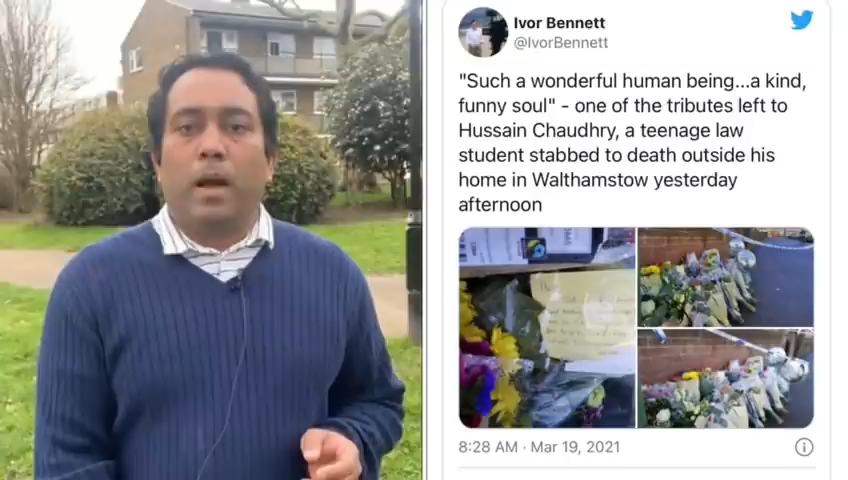 Ivor Bennett
@IvorBennett
"Such a wonderful human being...a kind,
funny soul" - one of the tributes left to
Hussain Chaudhry, a teenage law
student stabbed to death outside his
home in Walthamstow yesterday
afternoon
8:28 AM · Mar 19, 2021